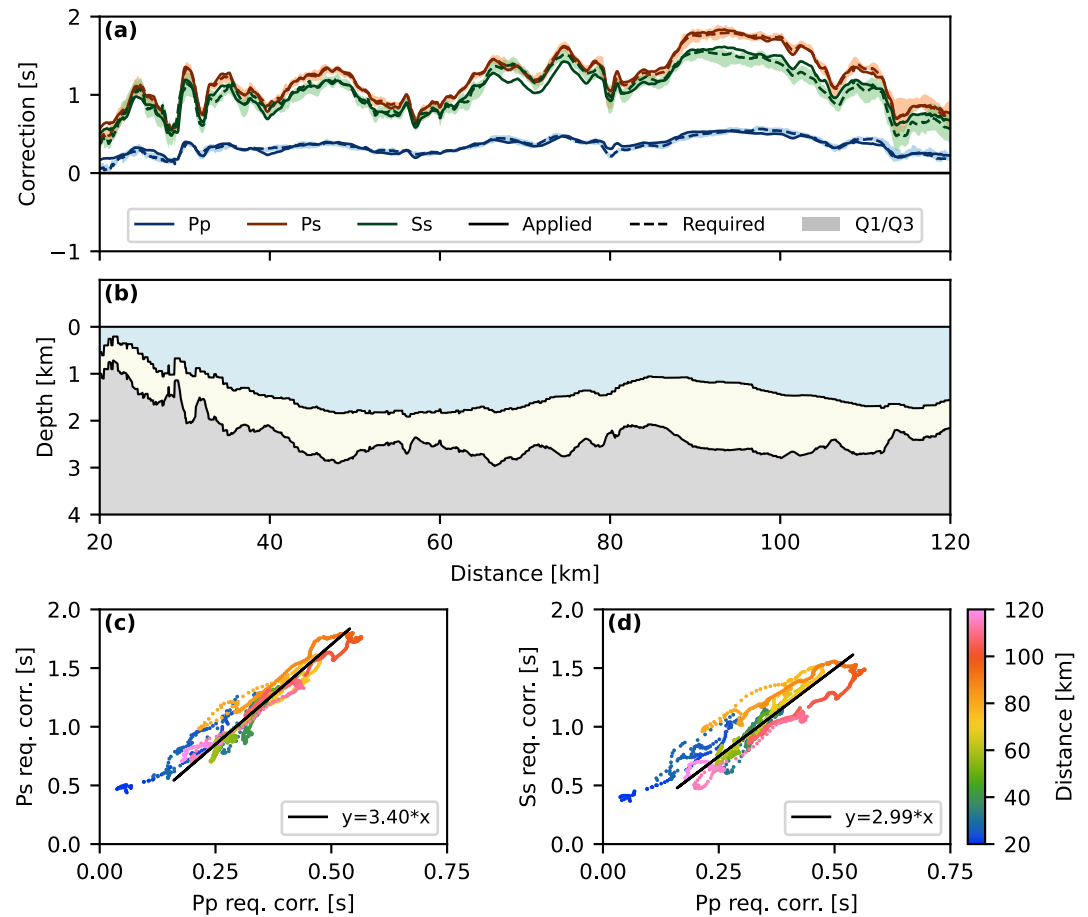 (a)
2
1
0
−1
Correction [s]
Pp Ps Ss Applied Required Q1/Q3
(b)
0
1
2
3
4
Depth [km]
20 40 60 80 100 120
Distance [km]
(c)
2.0
1.5
1.0
0.5
0.0
Ps req. corr. [s]
y=3.40*x
0.00 0.25 0.50 0.75
Pp req. corr. [s]
(d)
2.0
1.5
1.0
0.5
0.0
Ss req. corr. [s]
y=2.99*x
0.00 0.25 0.50 0.75
Pp req. corr. [s]
120
100
80
60
40
20
Distance [km]